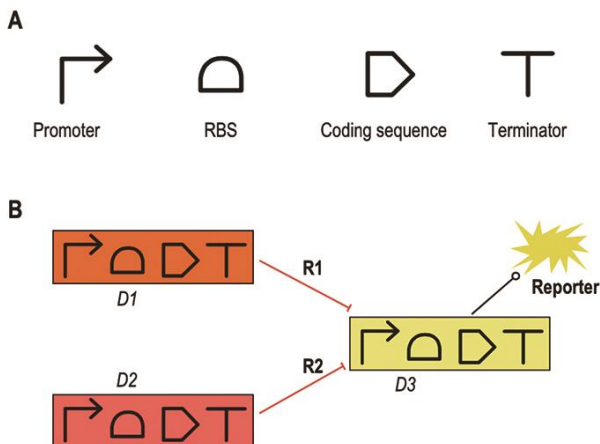 A
Promoter RBS Coding sequence Terminator
B
D1
R1
Reporter
D2
R2
D3